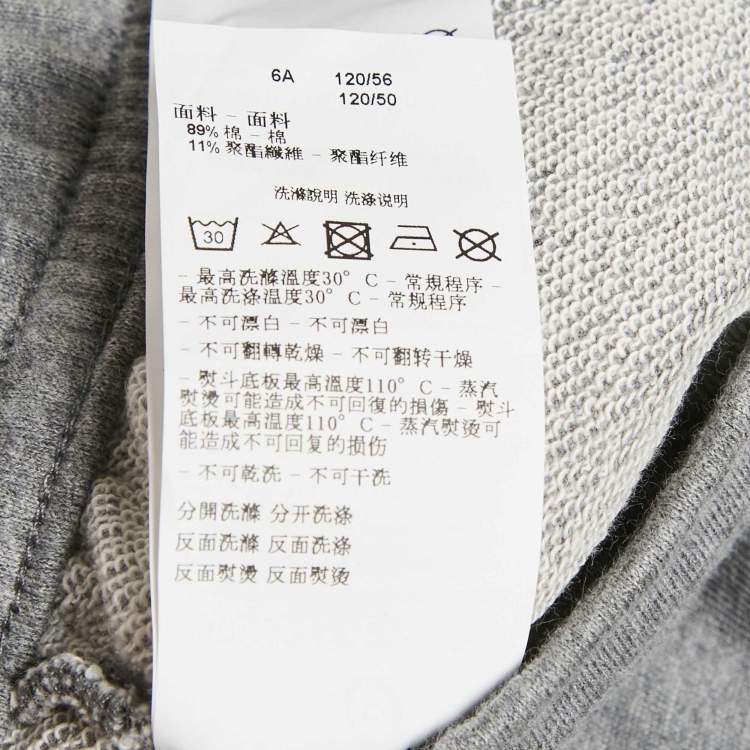 6A 120/56
120/50
面料 – 面料
89% 棉 – 棉
11% 聚酯纖維 – 聚酯纤维
洗滌說明 洗涤说明
30
– 最高洗滌溫度30° C – 常規程序 –
最高洗涤温度30° C – 常规程序
– 不可漂白 – 不可漂白
– 不可翻轉乾燥 – 不可翻转干燥
– 熨斗底板最高溫度110° C – 蒸汽
熨燙可能造成不可回復的損傷 – 熨斗
底板最高温度110° C – 蒸汽熨烫可
能造成不可回复的损伤
– 不可乾洗 – 不可干洗
分開洗滌 分开洗涤
反面洗滌 反面洗涤
反面熨燙 反面熨烫